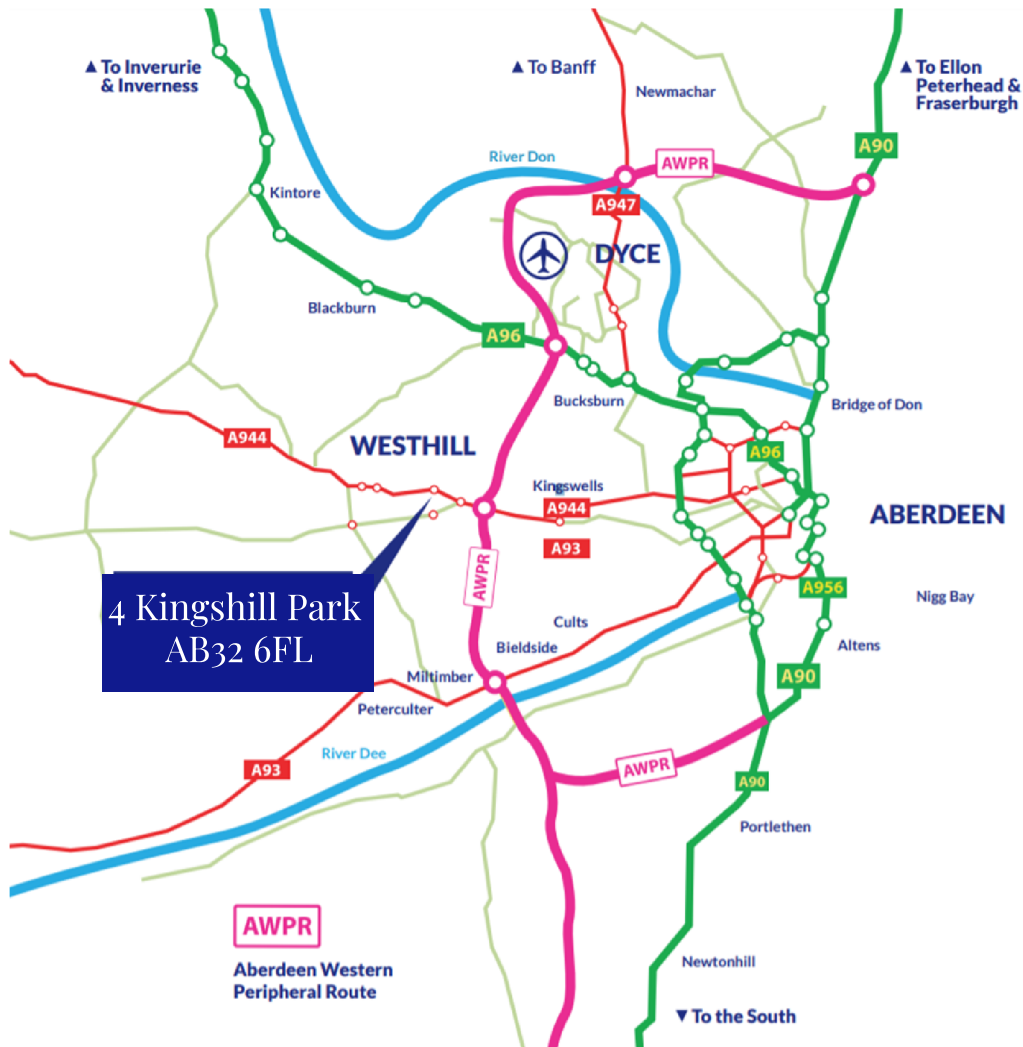 ▲ To Inverurie
& Inverness
▲ To Banff
▲ To Ellon
Peterhead &
Fraserburgh
Newmachar
A90
River Don
AWPR
Kintore
A947
DYCE
Blackburn
A96
Bucksburn
Bridge of Don
A944
WESTHILL
A96
Kingswells
A944
ABERDEEN
A93
AWPR
4 Kingshill Park
AB32 6FL
A956
Nigg Bay
Cults
Bieldside
Altens
Miltimber
A90
Peterculter
River Dee
A93
AWPR
A90
Portlethen
AWPR
Aberdeen Western
Peripheral Route
Newtonhill
▼ To the South